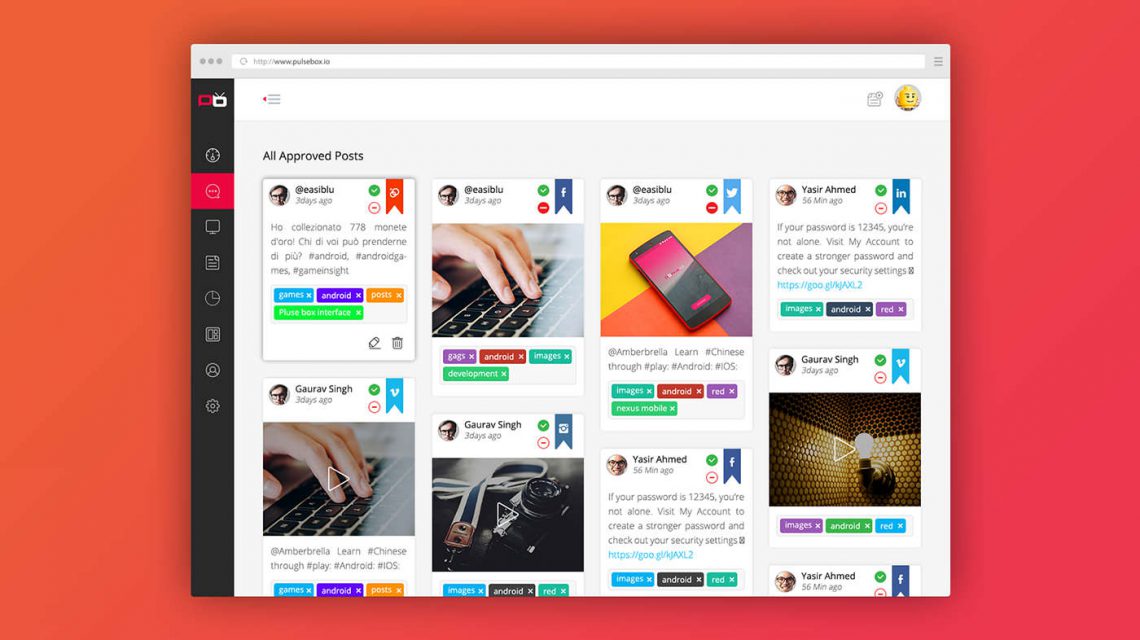 http://www.pulsebox.io
All Approved Posts
@easiblu
3days ago
Ho collezionato 778 monete
d'oro! Chi di voi può prenderne
di più? #android, #androidga-
mes, #gameinsight
games ×
android ×
posts ×
Pluse box interface ×
Gaurav Singh
3days ago
@Amberbrella Learn #Chinese
through #play: #Android: #IOS:
games ×
android ×
posts ×
@easiblu
3days ago
gags ×
android ×
images ×
development ×
Gaurav Singh
3days ago
images ×
android ×
red ×
@easiblu
3days ago
@Amberbrella Learn #Chinese
through #play: #Android: #IOS:
images ×
android ×
red ×
nexus mobile ×
Yasir Ahmed
56 Min ago
If your password is 12345, you're
not alone. Visit My Account to
create a stronger password and
check out your security settings
https://goo.gl/kJAXL2
images ×
android ×
red ×
Yasir Ahmed
56 Min ago
If your password is 12345, you're
not alone. Visit My Account to
create a stronger password and
check out your security settings
https://goo.gl/kJAXL2
images ×
android ×
red ×
Gaurav Singh
3days ago
images ×
android ×
red ×
Yasir Ahmed
56 Min ago